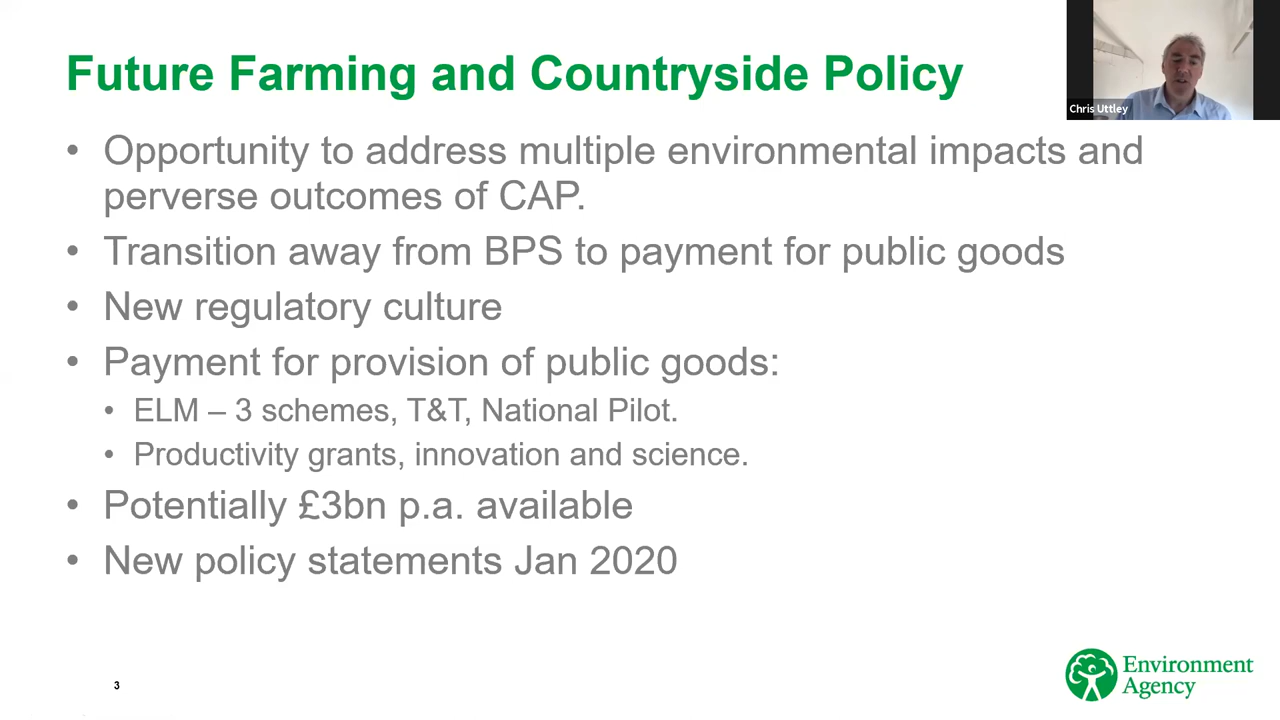 Future Farming and Countryside Policy
Chris Uttley
• Opportunity to address multiple environmental impacts and
perverse outcomes of CAP.
• Transition away from BPS to payment for public goods
• New regulatory culture
• Payment for provision of public goods:
• ELM – 3 schemes, T&T, National Pilot.
• Productivity grants, innovation and science.
• Potentially £3bn p.a. available
• New policy statements Jan 2020
3
Environment
Agency